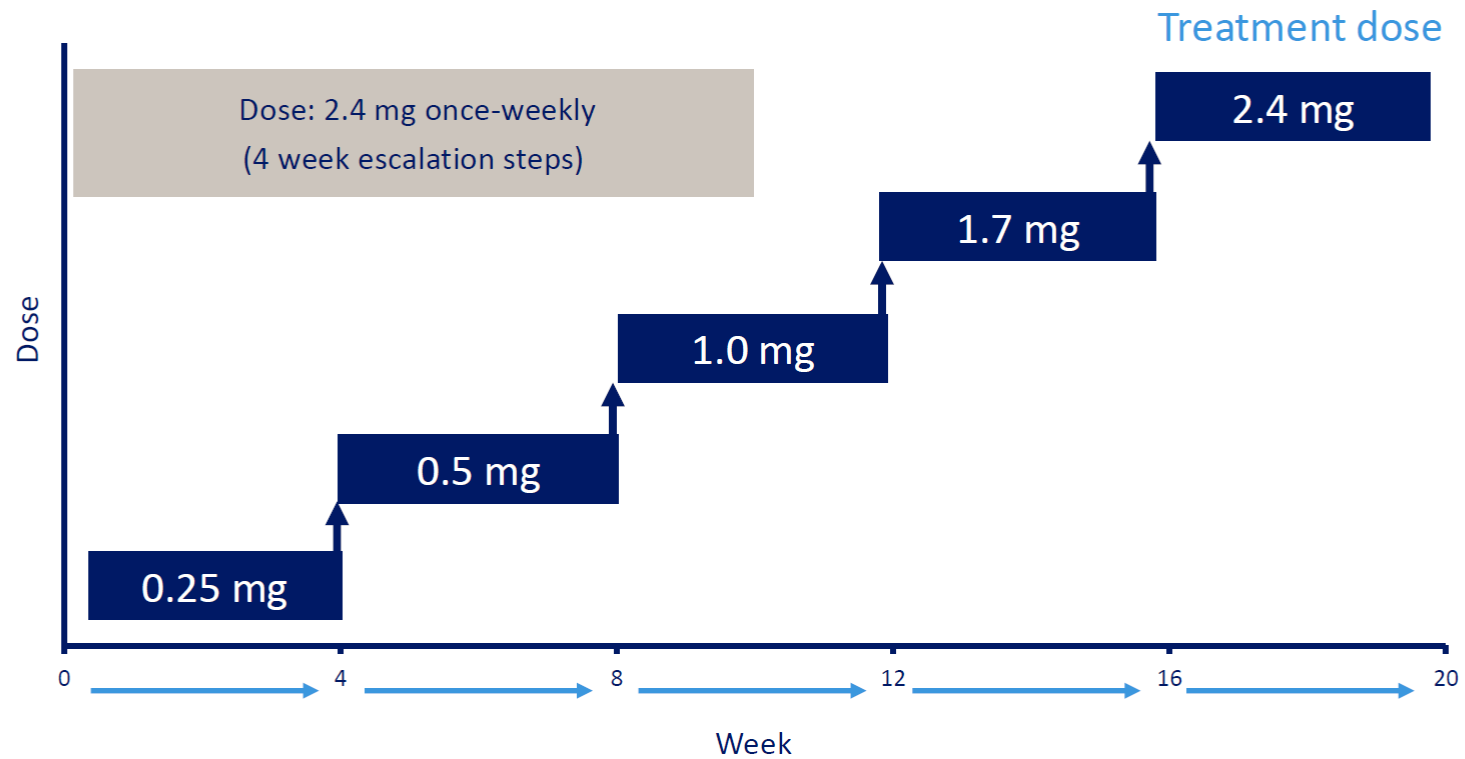 Treatment dose
Dose: 2.4 mg once-weekly
(4 week escalation steps)
2.4 mg
1.7 mg
1.0 mg
0.5 mg
0.25 mg
Dose
0 4 8 12 16 20
Week